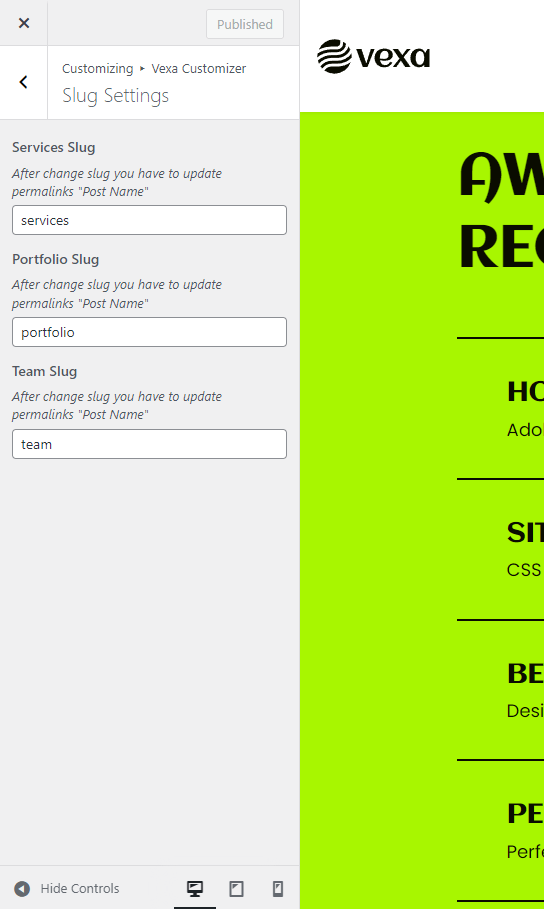 Published
Customizing ▸ Vexa Customizer
Slug Settings
Services Slug
After change slug you have to update
permalinks "Post Name"
services
Portfolio Slug
After change slug you have to update
permalinks "Post Name"
portfolio
Team Slug
After change slug you have to update
permalinks "Post Name"
team
Hide Controls
vexa
AW
REC
HO
Adol
SIT
CSS
BE
Desi
PE
Perfe